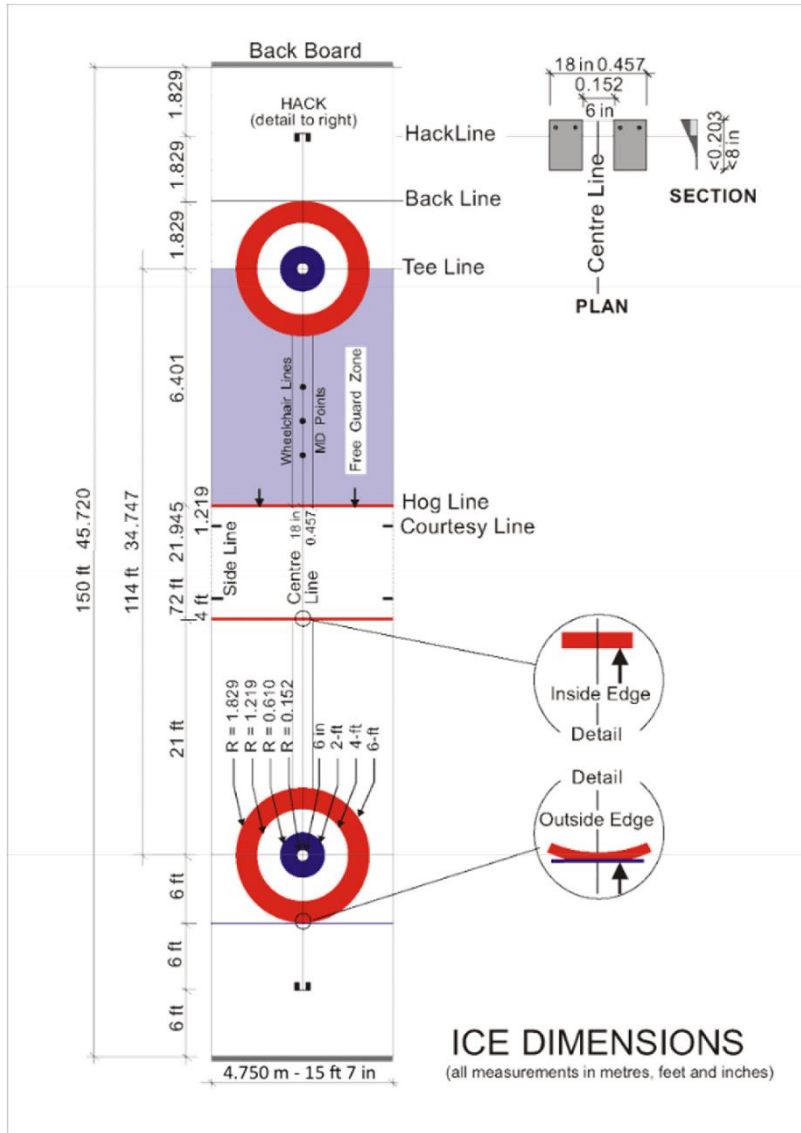 Back Board
HACK
(detail to right)
HackLine
Back Line
Tee Line
Hog Line
Courtesy Line
18 in 0.457
0.152
6 in
<0.203
<8 in
Centre Line
SECTION
PLAN
1.829
1.829
1.829
6.401
1.219
21.945
72 ft
4 ft
114 ft 34.747
150 ft 45.720
21 ft
6 ft
6 ft
6 ft
Wheelchair Lines
MD Points
Free Guard Zone
Side Line
18 in
0.457
Centre
Line
R = 1.829
R = 1.219
R = 0.610
R = 0.152
6 in
2-ft
4-ft
6-ft
Inside Edge
Detail
Detail
Outside Edge
4.750 m - 15 ft 7 in
ICE DIMENSIONS
(all measurements in metres, feet and inches)